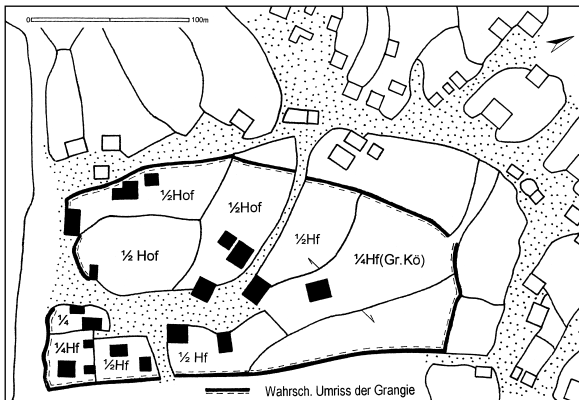 0 100m
½Hof
½Hof
½ Hof
½Hf
¼Hf(Gr.Kö)
¼
¼Hf
½Hf
½ Hf
Wahrsch. Umriss der Grangie